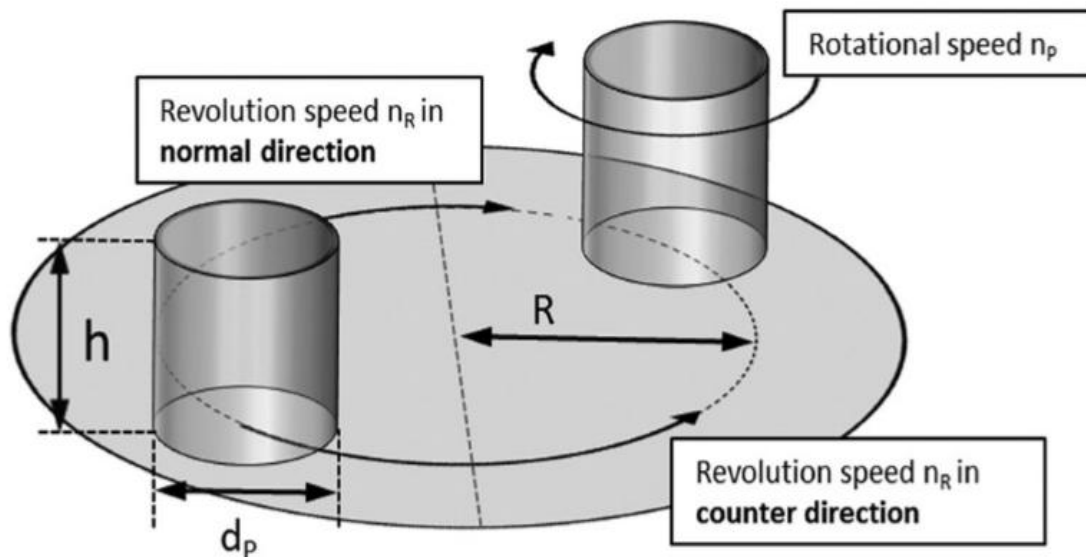 Rotational speed nₚ
Revolution speed nᵣ in
normal direction
h
R
dₚ
Revolution speed nᵣ in
counter direction